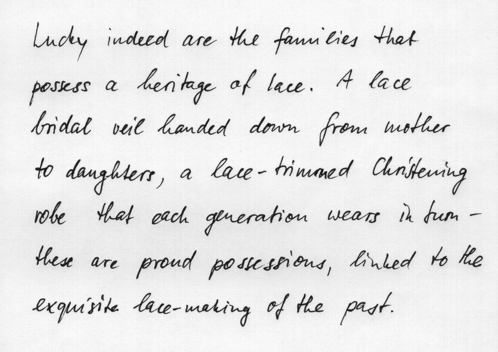 Lucky indeed are the families that
possess a heritage of lace. A lace
bridal veil handed down from mother
to daughters, a lace-trimmed Christening
robe that each generation wears in turn -
these are proud possessions, linked to the
exquisite lace-making of the past.